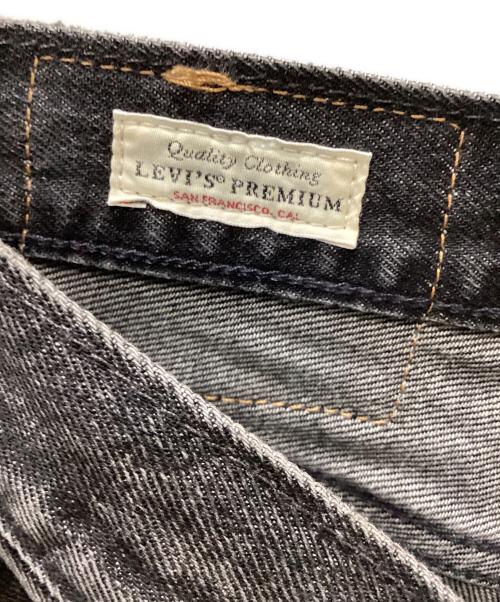 Quality Clothing
LEVI'S® PREMIUM
SAN FRANCISCO, CAL